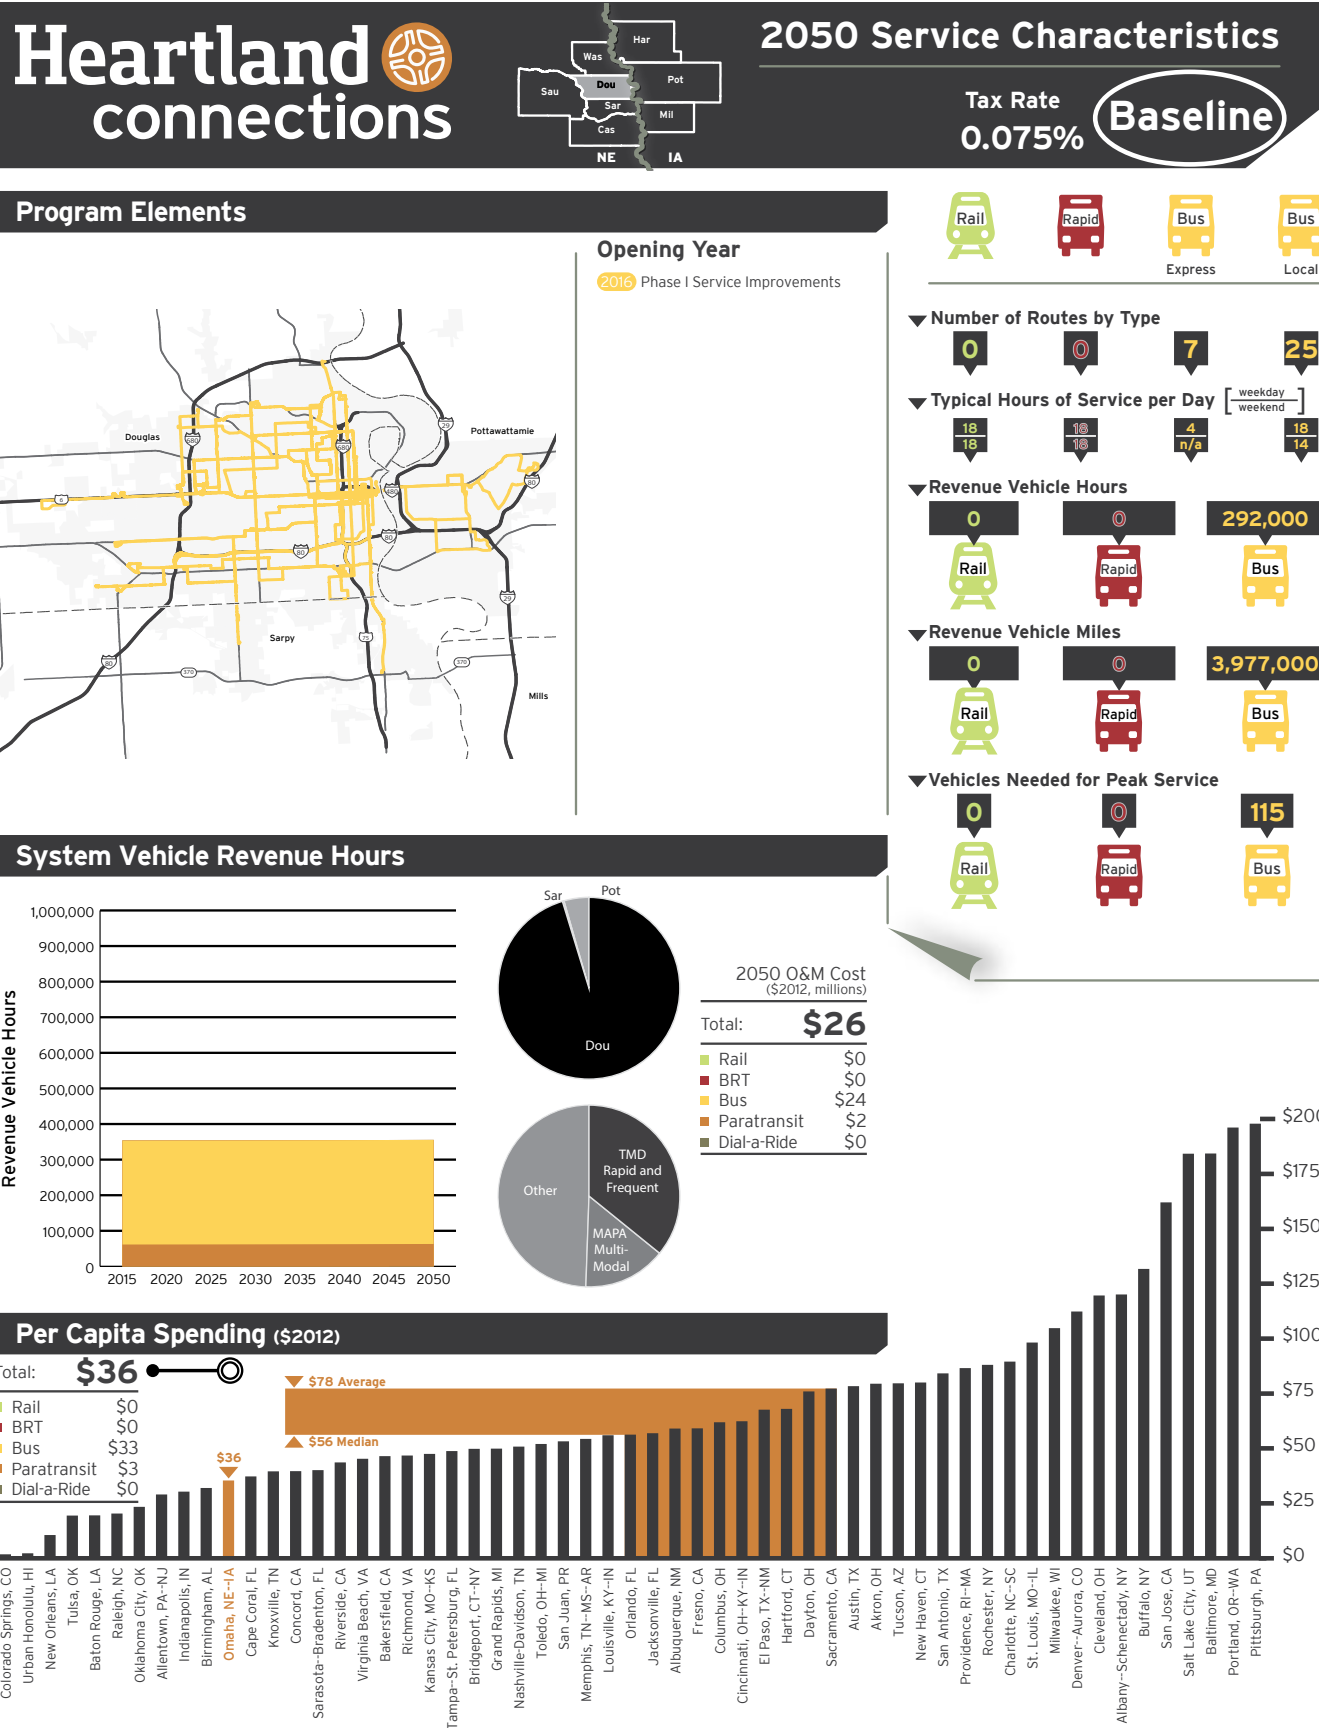 Heartland
connections
Har
Was
Pot
Sau
Dou
Sar
Mil
Cas
NE
IA
2050 Service Characteristics
Tax Rate
0.075%
Baseline
Program Elements
Opening Year
2016 Phase I Service Improvements
Douglas
Pottawattamie
Sarpy
Mills
680
29
680
480
80
6
80
80
29
75
80
370
370
Rail
Rapid
Bus
Bus
Express
Local
Number of Routes by Type
0
0
7
25
Typical Hours of Service per Day
weekday
weekend
18
18
18
18
4
n/a
18
14
Revenue Vehicle Hours
0
0
292,000
Rail
Rapid
Bus
Revenue Vehicle Miles
0
0
3,977,000
Rail
Rapid
Bus
Vehicles Needed for Peak Service
0
0
115
Rail
Rapid
Bus
System Vehicle Revenue Hours
Revenue Vehicle Hours
1,000,000
900,000
800,000
700,000
600,000
500,000
400,000
300,000
200,000
100,000
0
2015 2020 2025 2030 2035 2040 2045 2050
Sar
Pot
Dou
TMD
Rapid and
Frequent
Other
MAPA
Multi-
Modal
2050 O&M Cost
($2012, millions)
Total: $26
Rail $0
BRT $0
Bus $24
Paratransit $2
Dial-a-Ride $0
Per Capita Spending ($2012)
Total: $36
Rail $0
BRT $0
Bus $33
Paratransit $3
Dial-a-Ride $0
$36
$78 Average
$56 Median
$200
$175
$150
$125
$100
$75
$50
$25
$0
Colorado Springs, CO
Urban Honolulu, HI
New Orleans, LA
Tulsa, OK
Baton Rouge, LA
Raleigh, NC
Oklahoma City, OK
Allentown, PA--NJ
Indianapolis, IN
Birmingham, AL
Omaha, NE--IA
Cape Coral, FL
Knoxville, TN
Concord, CA
Sarasota--Bradenton, FL
Riverside, CA
Virginia Beach, VA
Bakersfield, CA
Richmond, VA
Kansas City, MO--KS
Tampa--St. Petersburg, FL
Bridgeport, CT--NY
Grand Rapids, MI
Nashville-Davidson, TN
Toledo, OH--MI
San Juan, PR
Memphis, TN--MS--AR
Louisville, KY--IN
Orlando, FL
Jacksonville, FL
Albuquerque, NM
Fresno, CA
Columbus, OH
Cincinnati, OH--KY--IN
El Paso, TX--NM
Hartford, CT
Dayton, OH
Sacramento, CA
Austin, TX
Akron, OH
Tucson, AZ
New Haven, CT
San Antonio, TX
Providence, RI--MA
Rochester, NY
Charlotte, NC--SC
St. Louis, MO--IL
Milwaukee, WI
Denver--Aurora, CO
Cleveland, OH
Albany--Schenectady, NY
Buffalo, NY
San Jose, CA
Salt Lake City, UT
Baltimore, MD
Portland, OR--WA
Pittsburgh, PA